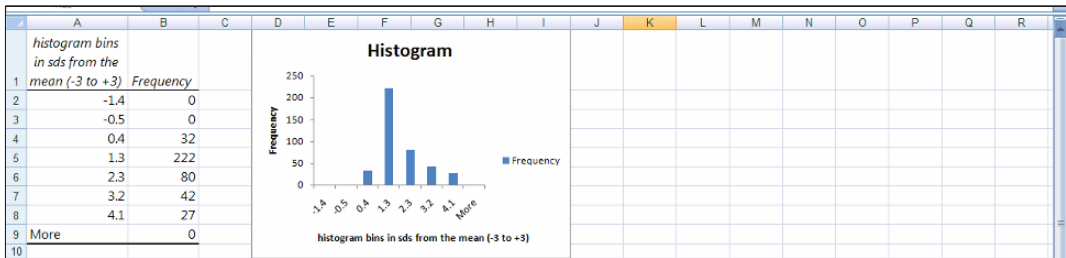 A B C D E F G H I J K L M N O P Q R
histogram bins
in sds from the
1 mean (-3 to +3) Frequency
2 -1.4 0
3 -0.5 0
4 0.4 32
5 1.3 222
6 2.3 80
7 3.2 42
8 4.1 27
9 More 0
10
Histogram
250
200
150
100
50
0
Frequency
-1.4 -0.5 0.4 1.3 2.3 3.2 4.1 More
histogram bins in sds from the mean (-3 to +3)
Frequency